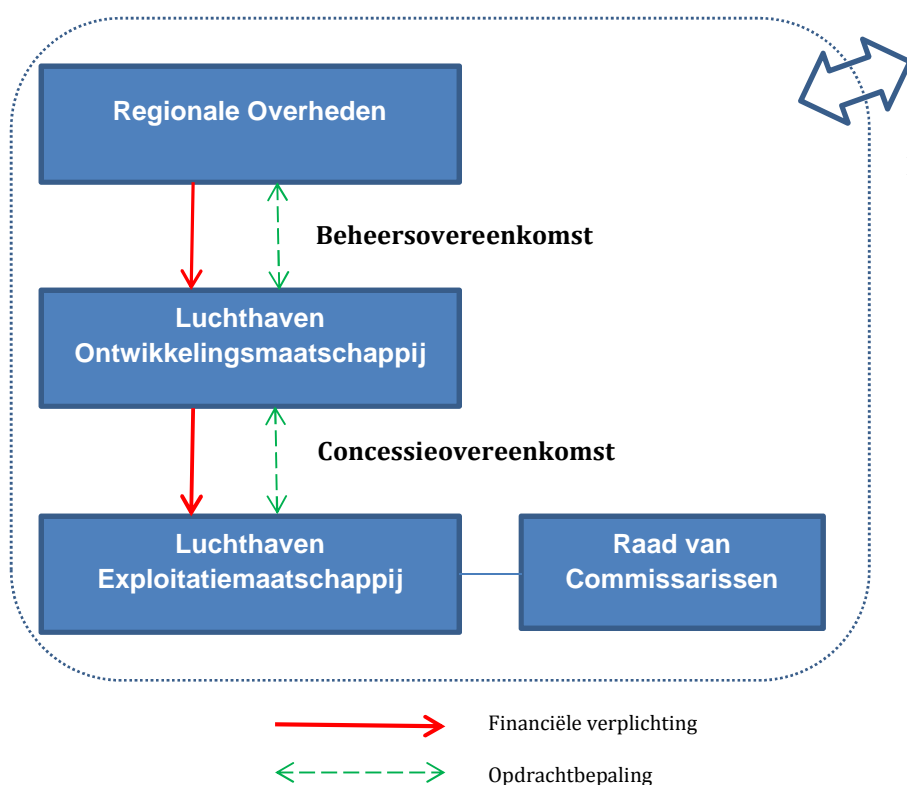 Regionale Overheden
Beheersovereenkomst
Luchthaven
Ontwikkelingsmaatschappij
Concessieovereenkomst
Luchthaven
Exploitatiemaatschappij
Raad van
Commissarissen
Financiële verplichting
Opdrachtbepaling